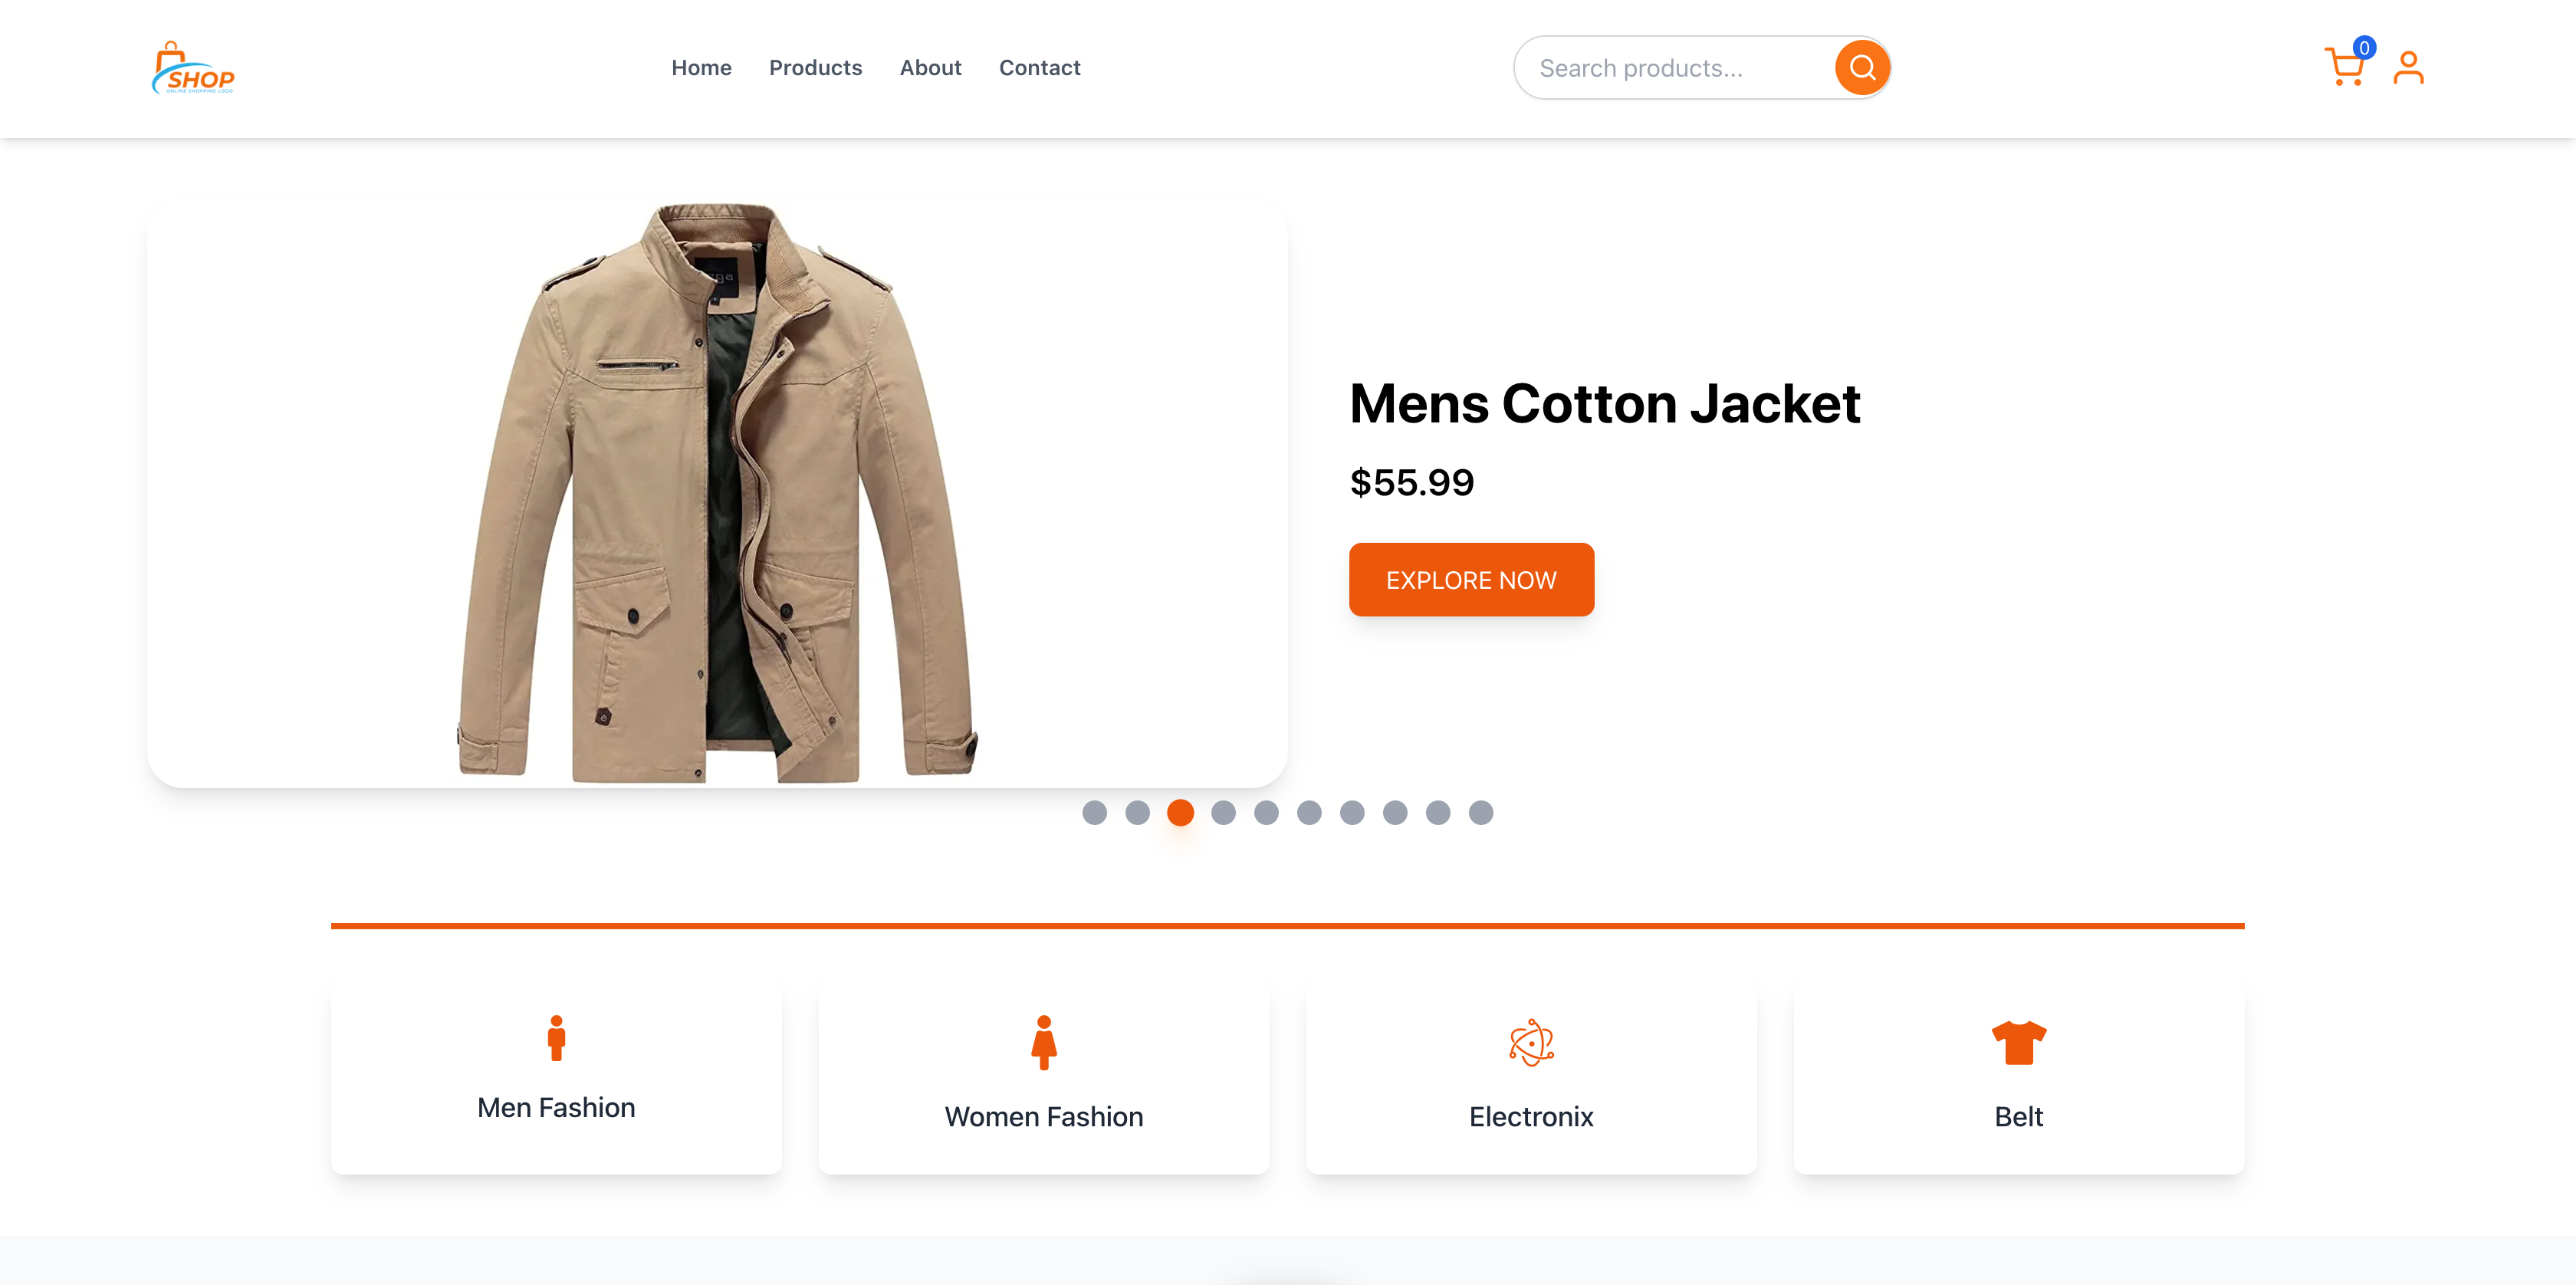 SHOP
ONLINE SHOPPING LOGO
Home Products About Contact
Search products...
0
Mens Cotton Jacket
$55.99
EXPLORE NOW
Men Fashion
Women Fashion
Electronix
Belt